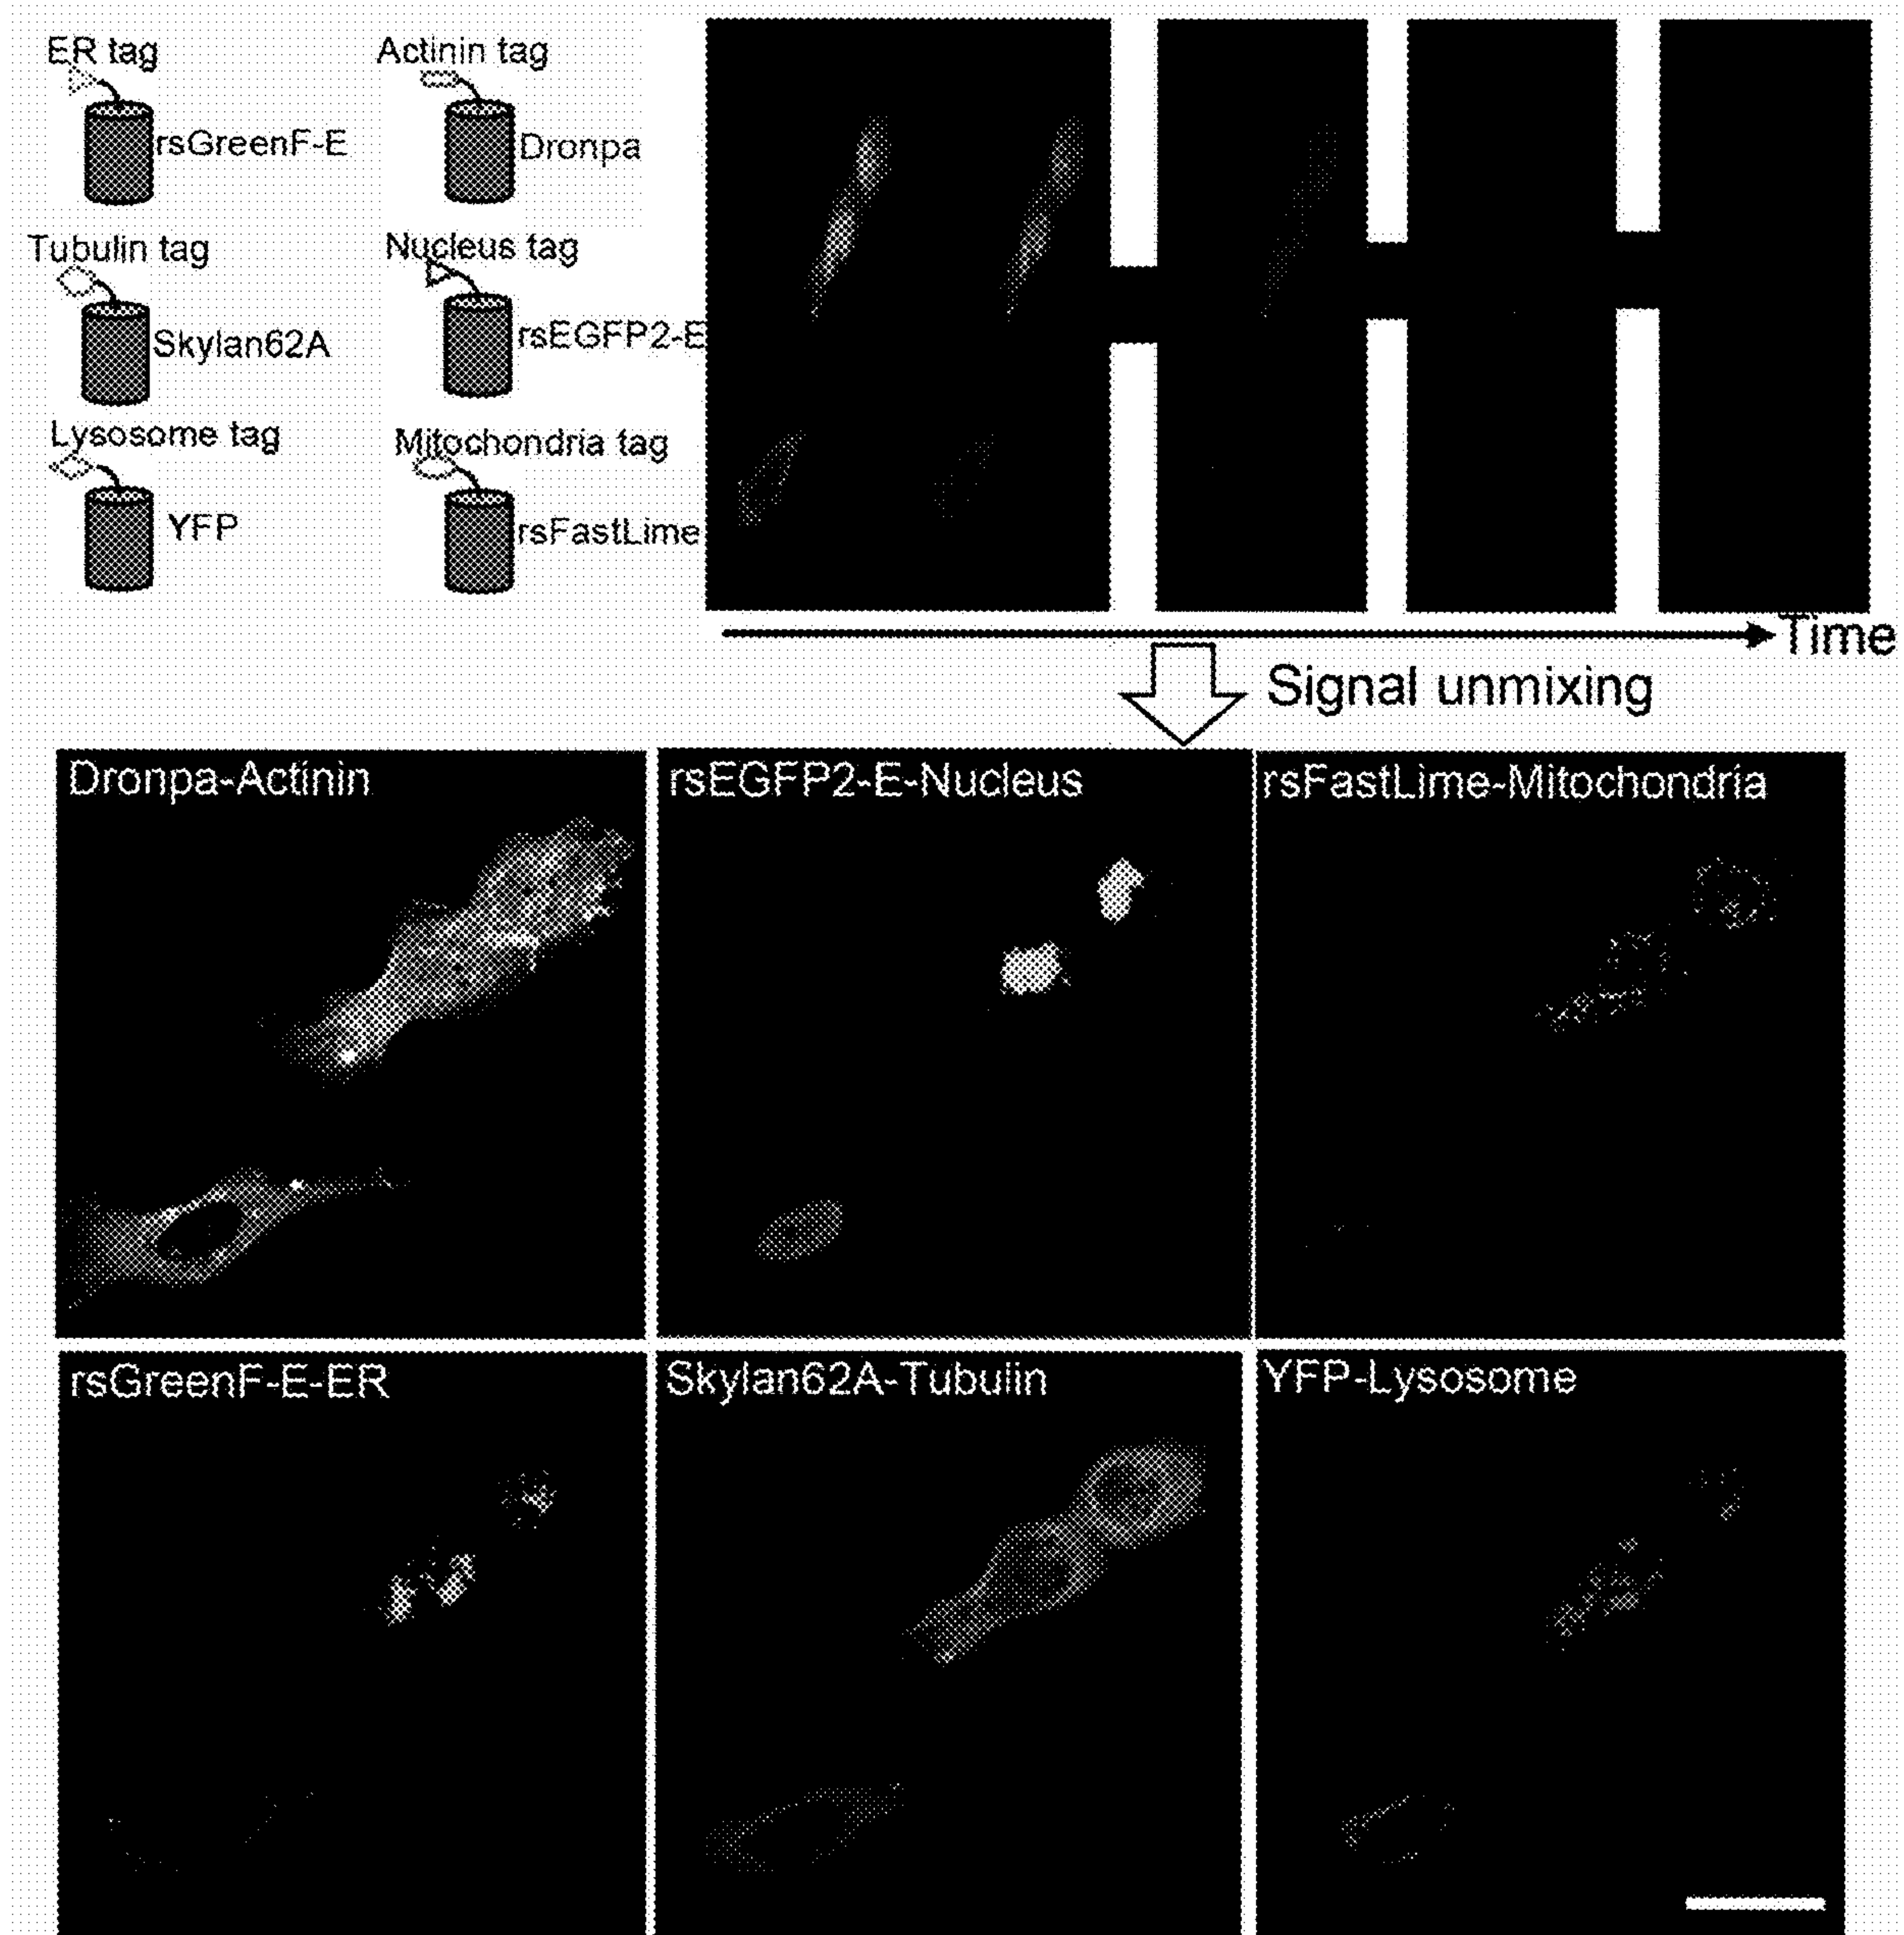 ER tag
Actinin tag
rsGreenF-E
Dronpa
Tubulin tag
Nucleus tag
Skylan62A
rsEGFP2-E
Lysosome tag
Mitochondria tag
YFP
rsFastLime
Time
Signal unmixing
Dronpa-Actinin
rsEGFP2-E-Nucleus
rsFastLime-Mitochondria
rsGreenF-E-ER
Skylan62A-Tubulin
YFP-Lysosome